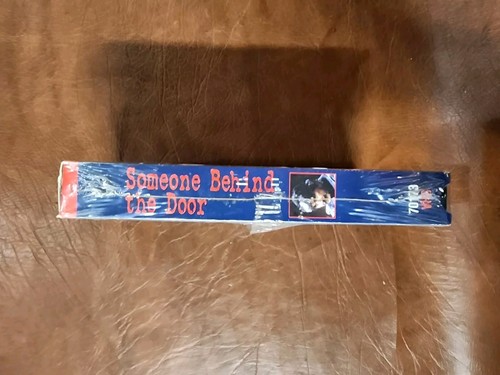 Someone Behind
the Door
VHS